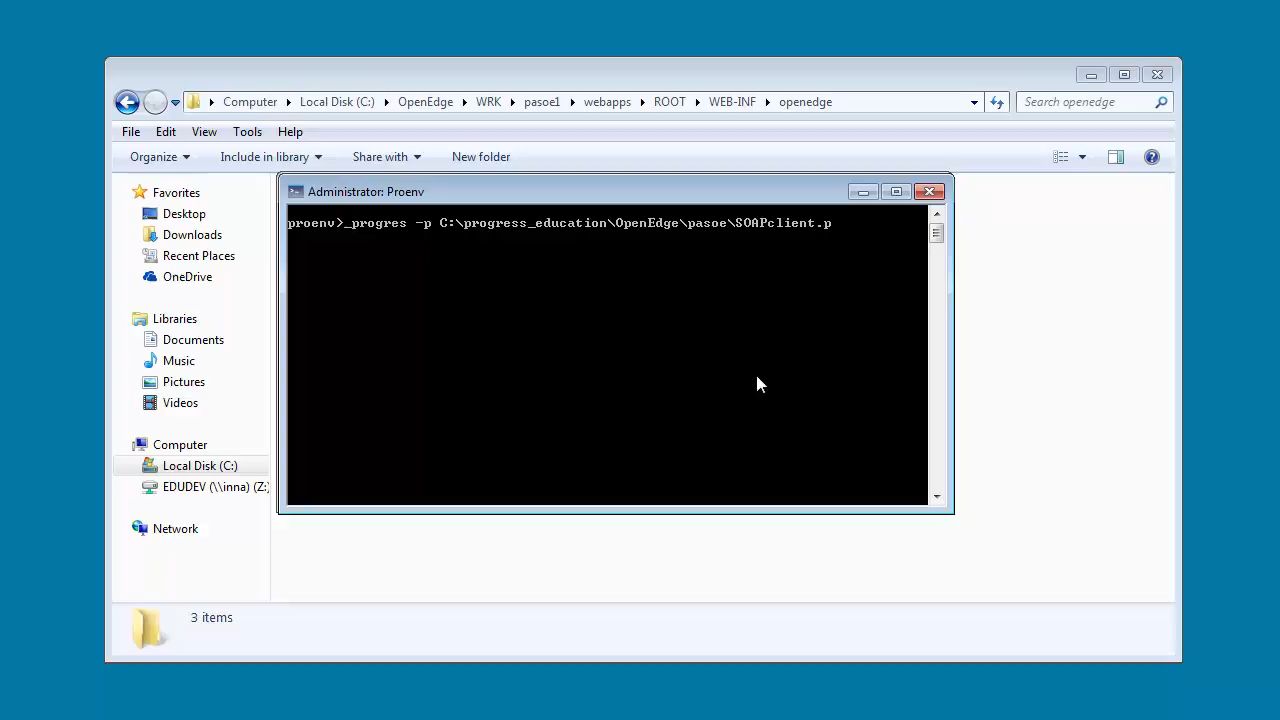 Computer Local Disk (C:) OpenEdge WRK pasoe1 webapps ROOT WEB-INF openedge Search openedge
File Edit View Tools Help
Organize Include in library Share with New folder
Favorites
Desktop
Downloads
Recent Places
OneDrive
Libraries
Documents
Music
Pictures
Videos
Computer
Local Disk (C:)
EDUDEV (\\inna) (Z:)
Network
Administrator: Proenv
proenv>_progres -p C:\progress_education\OpenEdge\pasoe\SOAPclient.p
3 items